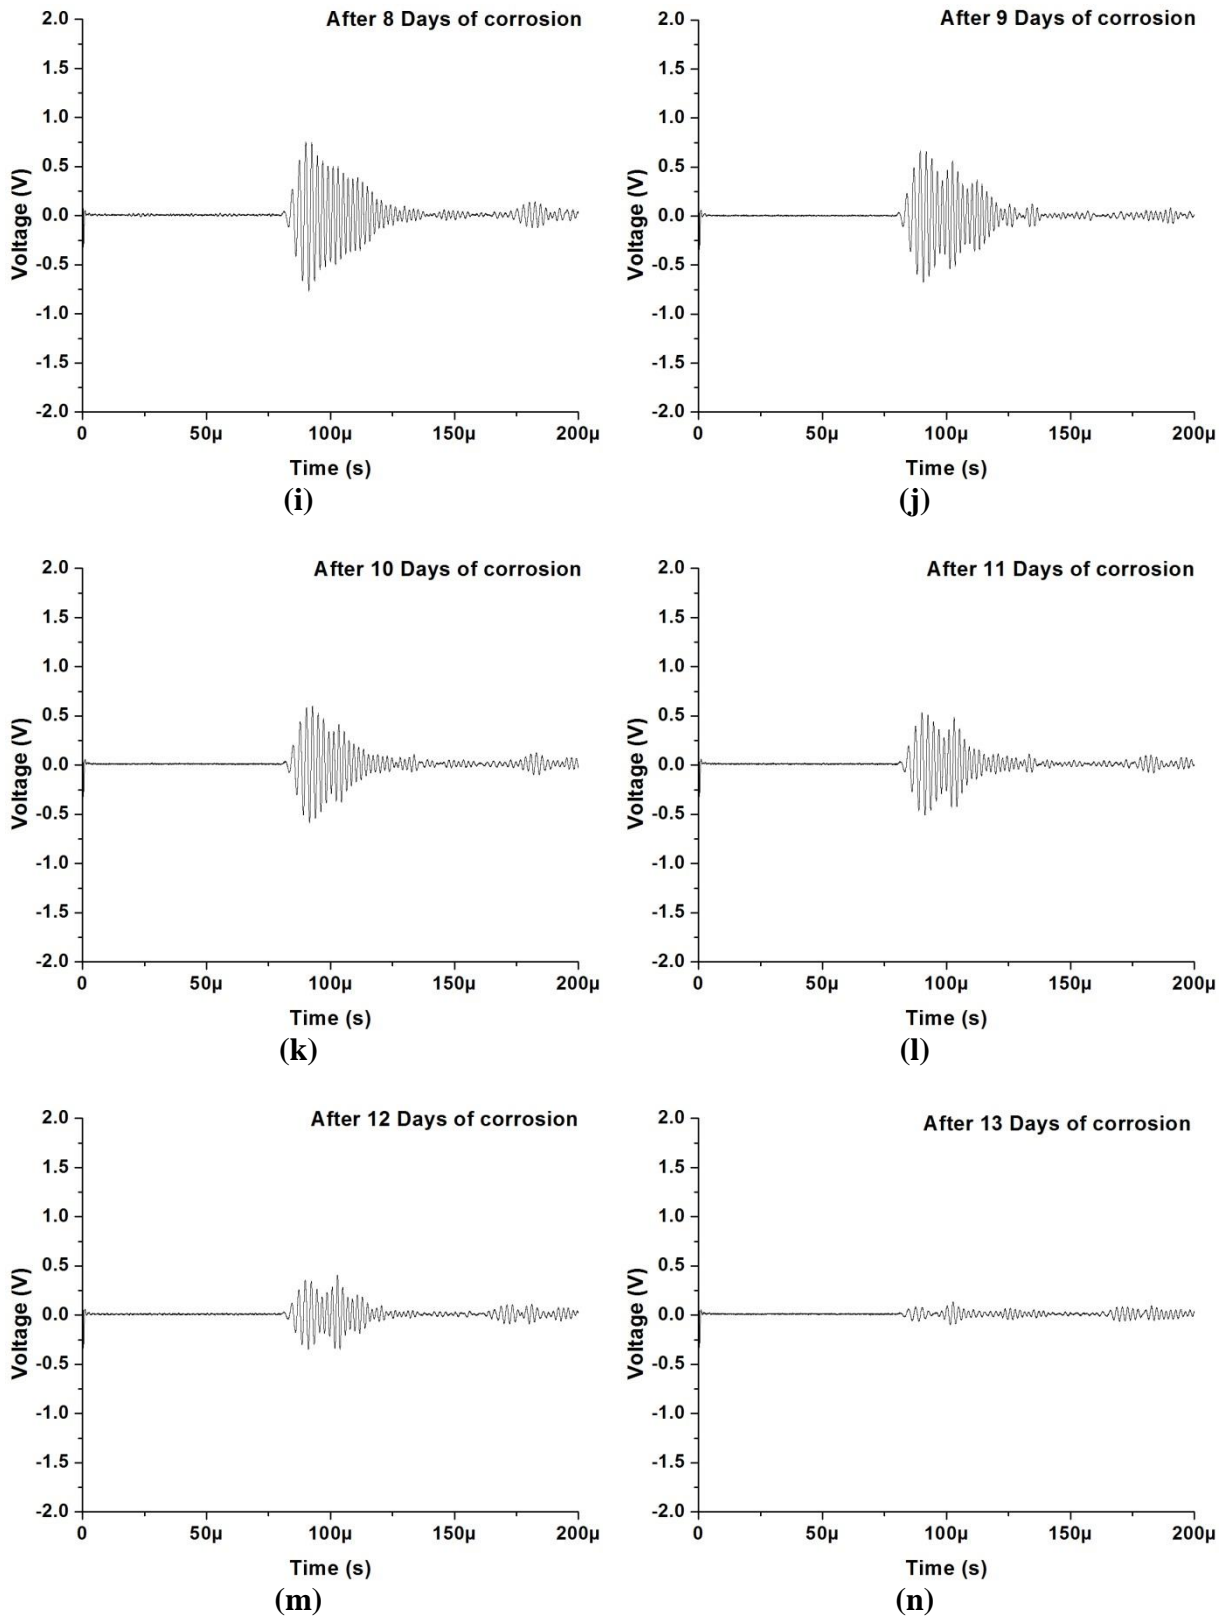 After 8 Days of corrosion
2.0
1.5
1.0
0.5
0.0
-0.5
-1.0
-1.5
-2.0
Voltage (V)
0 50µ 100µ 150µ 200µ
Time (s)
(i)
After 9 Days of corrosion
2.0
1.5
1.0
0.5
0.0
-0.5
-1.0
-1.5
-2.0
Voltage (V)
0 50µ 100µ 150µ 200µ
Time (s)
(j)
After 10 Days of corrosion
2.0
1.5
1.0
0.5
0.0
-0.5
-1.0
-1.5
-2.0
Voltage (V)
0 50µ 100µ 150µ 200µ
Time (s)
(k)
After 11 Days of corrosion
2.0
1.5
1.0
0.5
0.0
-0.5
-1.0
-1.5
-2.0
Voltage (V)
0 50µ 100µ 150µ 200µ
Time (s)
(l)
After 12 Days of corrosion
2.0
1.5
1.0
0.5
0.0
-0.5
-1.0
-1.5
-2.0
Voltage (V)
0 50µ 100µ 150µ 200µ
Time (s)
(m)
After 13 Days of corrosion
2.0
1.5
1.0
0.5
0.0
-0.5
-1.0
-1.5
-2.0
Voltage (V)
0 50µ 100µ 150µ 200µ
Time (s)
(n)